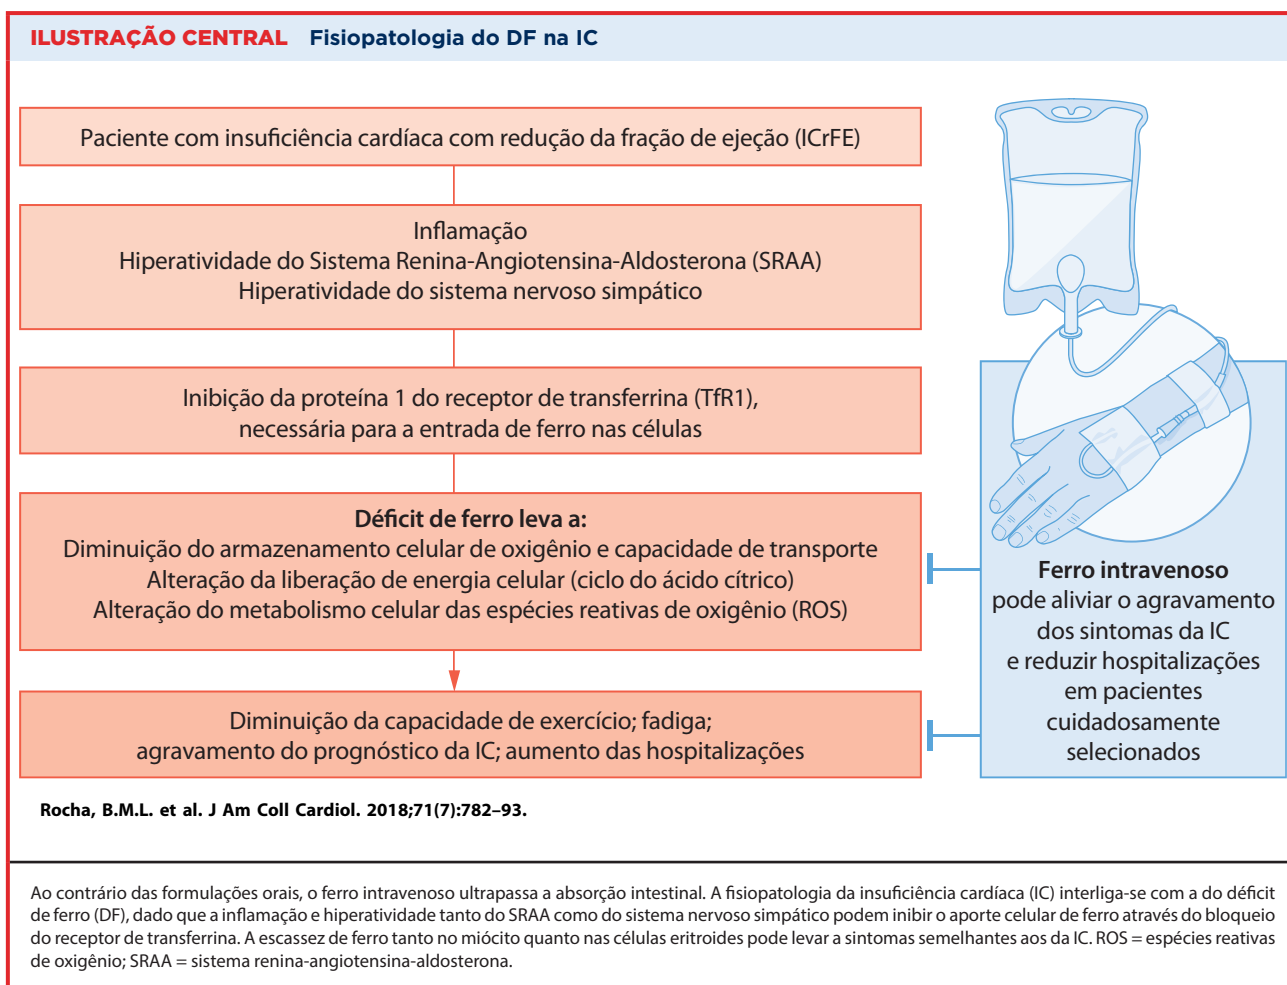 ILUSTRAÇÃO CENTRAL Fisiopatologia do DF na IC
Paciente com insuficiência cardíaca com redução da fração de ejeção (ICrFE)
Inflamação
Hiperatividade do Sistema Renina-Angiotensina-Aldosterona (SRAA)
Hiperatividade do sistema nervoso simpático
Inibição da proteína 1 do receptor de transferrina (TfR1),
necessária para a entrada de ferro nas células
Déficit de ferro leva a:
Diminuição do armazenamento celular de oxigênio e capacidade de transporte
Alteração da liberação de energia celular (ciclo do ácido cítrico)
Alteração do metabolismo celular das espécies reativas de oxigênio (ROS)
Diminuição da capacidade de exercício; fadiga;
agravamento do prognóstico da IC; aumento das hospitalizações
Ferro intravenoso
pode aliviar o agravamento
dos sintomas da IC
e reduzir hospitalizações
em pacientes
cuidadosamente
selecionados
Rocha, B.M.L. et al. J Am Coll Cardiol. 2018;71(7):782–93.
Ao contrário das formulações orais, o ferro intravenoso ultrapassa a absorção intestinal. A fisiopatologia da insuficiência cardíaca (IC) interliga-se com a do déficit
de ferro (DF), dado que a inflamação e hiperatividade tanto do SRAA como do sistema nervoso simpático podem inibir o aporte celular de ferro através do bloqueio
do receptor de transferrina. A escassez de ferro tanto no miócito quanto nas células eritroides pode levar a sintomas semelhantes aos da IC. ROS = espécies reativas
de oxigênio; SRAA = sistema renina-angiotensina-aldosterona.